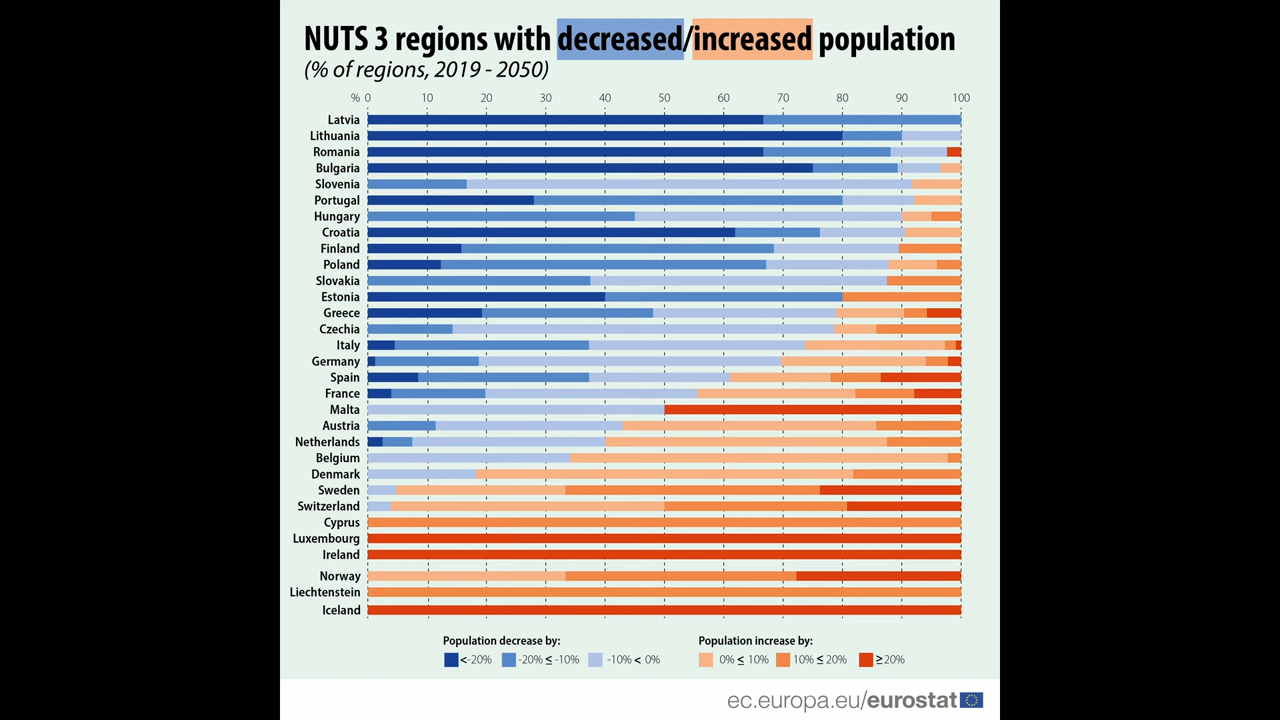 NUTS 3 regions with decreased/increased population
(% of regions, 2019 - 2050)
% 0 10 20 30 40 50 60 70 80 90 100
Latvia
Lithuania
Romania
Bulgaria
Slovenia
Portugal
Hungary
Croatia
Finland
Poland
Slovakia
Estonia
Greece
Czechia
Italy
Germany
Spain
France
Malta
Austria
Netherlands
Belgium
Denmark
Sweden
Switzerland
Cyprus
Luxembourg
Ireland
Norway
Liechtenstein
Iceland
Population decrease by: Population increase by:
<-20% -20% ≤ -10% -10% < 0% 0% ≤ 10% 10% ≤ 20% ≥20%
ec.europa.eu/eurostat